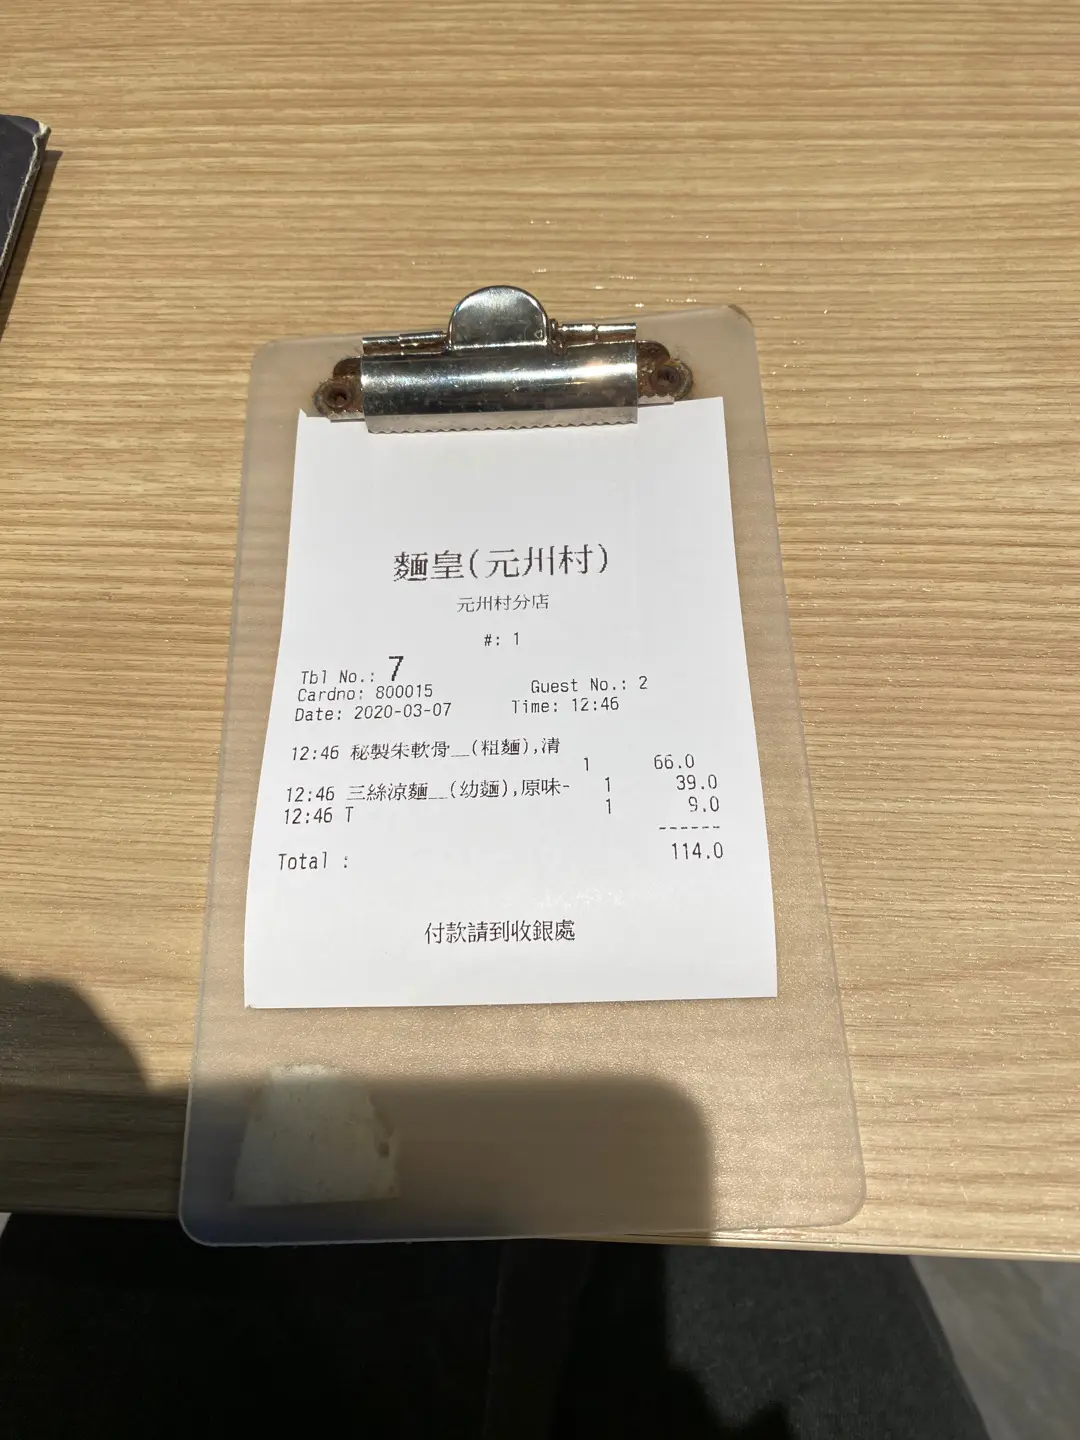 麵皇(元州村)
元州村分店
#: 1
Tbl No.: 7
Cardno: 800015 Guest No.: 2
Date: 2020-03-07 Time: 12:46
12:46 秘製朱軟骨__(粗麵),清
1 66.0
12:46 三絲涼麵__(幼麵),原味- 1 39.0
12:46 T 1 9.0
------
Total : 114.0
付款請到收銀處